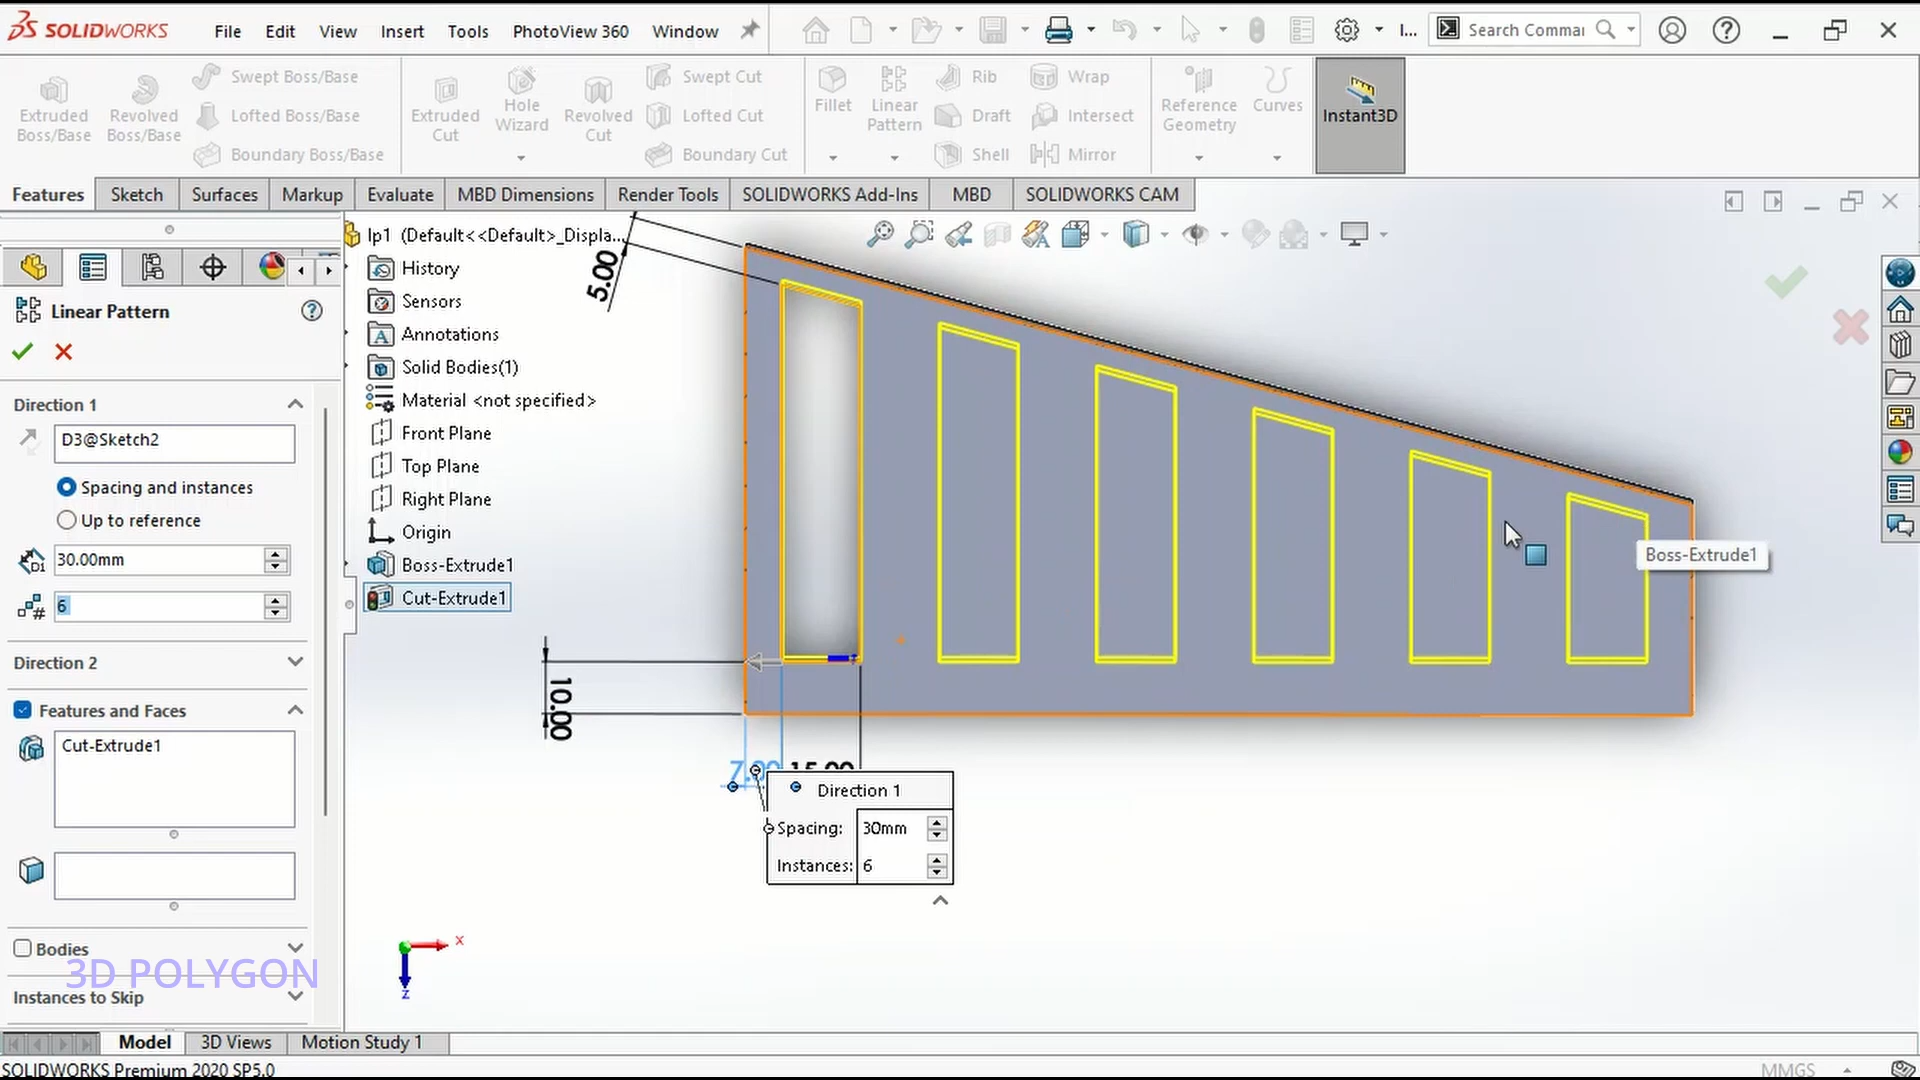 SOLIDWORKS File Edit View Insert Tools PhotoView 360 Window I... Search Commar
Extruded Boss/Base
Revolved Boss/Base
Swept Boss/Base
Lofted Boss/Base
Boundary Boss/Base
Extruded Cut
Hole Wizard
Revolved Cut
Swept Cut
Lofted Cut
Boundary Cut
Fillet
Linear Pattern
Rib
Draft
Shell
Wrap
Intersect
Mirror
Reference Geometry
Curves
Instant3D
Features Sketch Surfaces Markup Evaluate MBD Dimensions Render Tools SOLIDWORKS Add-Ins MBD SOLIDWORKS CAM
Linear Pattern
Direction 1
D3@Sketch2
Spacing and instances
Up to reference
D1 30.00mm
# 6
Direction 2
Features and Faces
Cut-Extrude1
Bodies
3D POLYGON
Instances to Skip
lp1 (Default<<Default>_Displa...
History
Sensors
Annotations
Solid Bodies(1)
Material <not specified>
Front Plane
Top Plane
Right Plane
Origin
Boss-Extrude1
Cut-Extrude1
5.00
10.00
7.00 15.00
Boss-Extrude1
Direction 1
Spacing: 30mm
Instances: 6
x
z
Model 3D Views Motion Study 1
SOLIDWORKS Premium 2020 SP5.0 MMGS